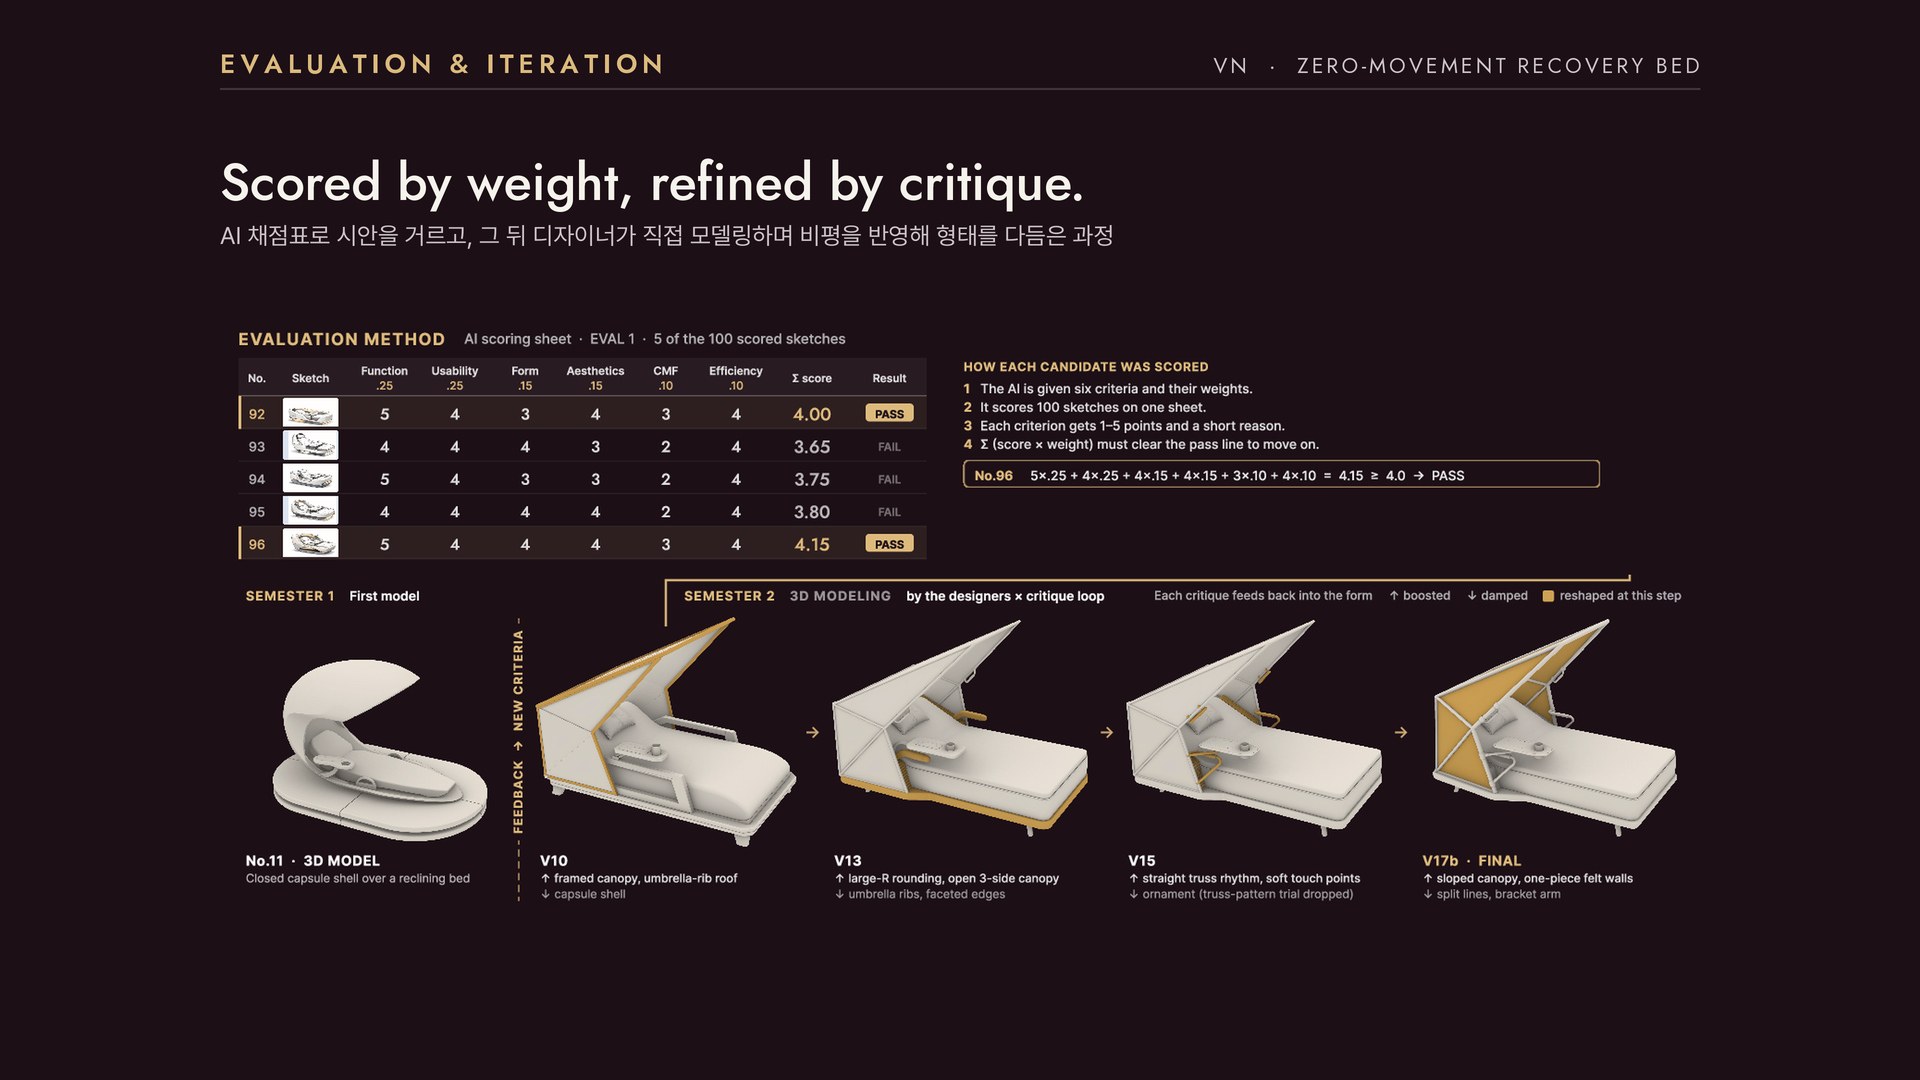 EVALUATION & ITERATION
VN · ZERO-MOVEMENT RECOVERY BED
Scored by weight, refined by critique.
AI 채점표로 시안을 거르고, 그 뒤 디자이너가 직접 모델링하며 비평을 반영해 형태를 다듬은 과정
EVALUATION METHOD AI scoring sheet · EVAL 1 · 5 of the 100 scored sketches
No. Sketch Function .25 Usability .25 Form .15 Aesthetics .15 CMF .10 Efficiency .10 Σ score Result
92 5 4 3 4 3 4 4.00 PASS
93 4 4 4 3 2 4 3.65 FAIL
94 5 4 3 3 2 4 3.75 FAIL
95 4 4 4 4 2 4 3.80 FAIL
96 5 4 4 4 3 4 4.15 PASS
HOW EACH CANDIDATE WAS SCORED
1 The AI is given six criteria and their weights.
2 It scores 100 sketches on one sheet.
3 Each criterion gets 1–5 points and a short reason.
4 Σ (score × weight) must clear the pass line to move on.
No.96 5×.25 + 4×.25 + 4×.15 + 4×.15 + 3×.10 + 4×.10 = 4.15 ≥ 4.0 → PASS
SEMESTER 1 First model
SEMESTER 2 3D MODELING by the designers × critique loop
Each critique feeds back into the form ↑ boosted ↓ damped reshaped at this step
FEEDBACK → NEW CRITERIA
→
→
→
No.11 · 3D MODEL
Closed capsule shell over a reclining bed
V10
↑ framed canopy, umbrella-rib roof
↓ capsule shell
V13
↑ large-R rounding, open 3-side canopy
↓ umbrella ribs, faceted edges
V15
↑ straight truss rhythm, soft touch points
↓ ornament (truss-pattern trial dropped)
V17b · FINAL
↑ sloped canopy, one-piece felt walls
↓ split lines, bracket arm